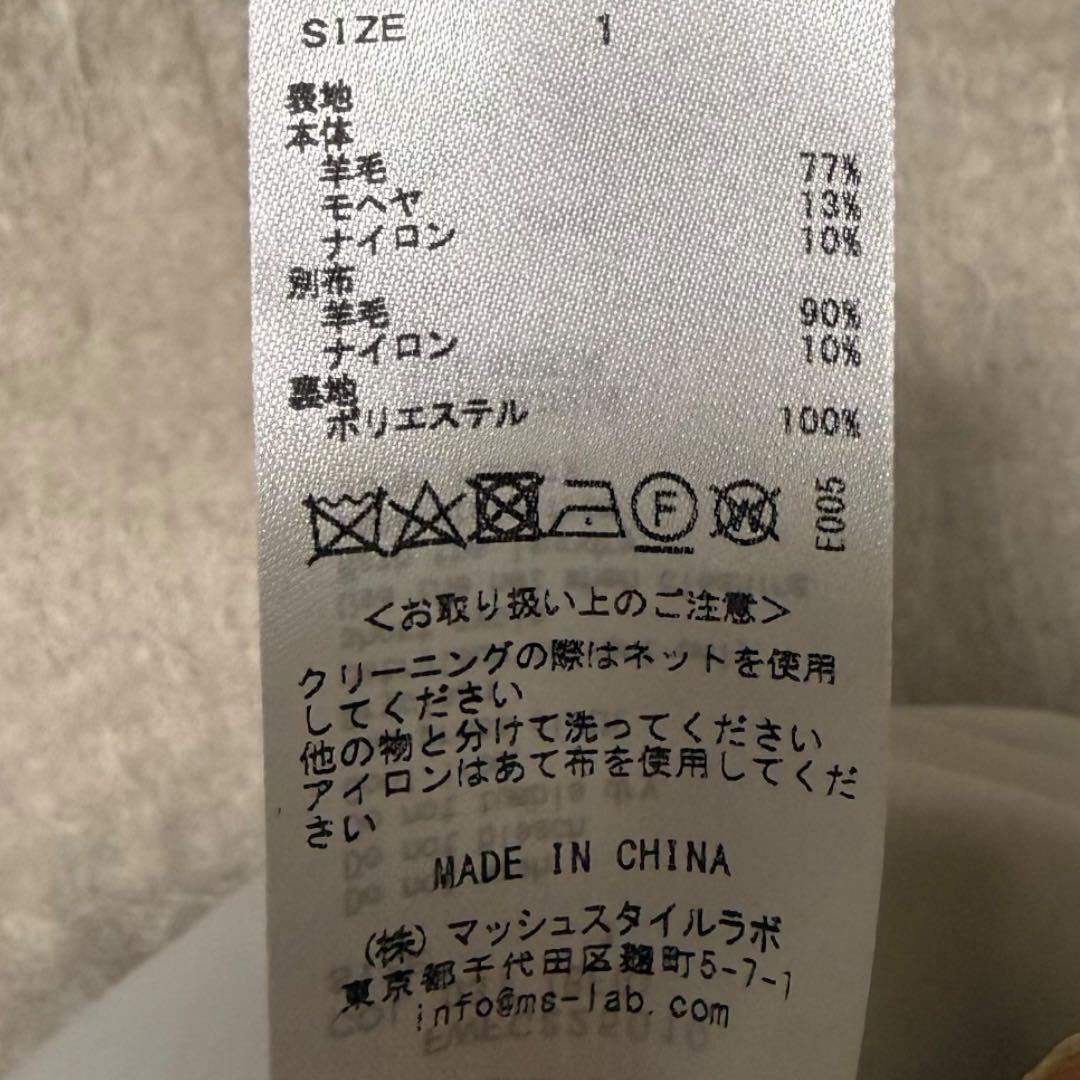 SIZE 1
表地
本体
羊毛 77%
モヘヤ 13%
ナイロン 10%
別布
羊毛 90%
ナイロン 10%
裏地
ポリエステル 100%
F W E005
<お取り扱い上のご注意>
クリーニングの際はネットを使用
してください
他の物と分けて洗ってください
アイロンはあて布を使用してくだ
さい
MADE IN CHINA
(株) マッシュスタイルラボ
東京都千代田区麹町5-7-1
info@ms-lab.com